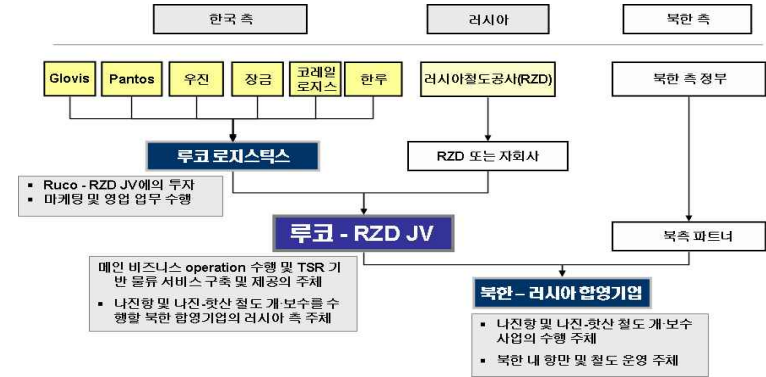 한국 측
러시아
북한 측
Glovis
Pantos
우진
장금
코레일
로지스
한루
러시아철도공사(RZD)
북한 측 정부
루코 로지스틱스
RZD 또는 자회사
▪ Ruco - RZD JV에의 투자
▪ 마케팅 및 영업 업무 수행
루코 - RZD JV
북측 파트너
메인 비즈니스 operation 수행 및 TSR 기
반 물류 서비스 구축 및 제공의 주체
▪ 나진항 및 나진-핫산 철도 개·보수를 수
행할 북한 합영기업의 러시아 측 주체
북한 – 러시아 합영기업
▪ 나진항 및 나진-핫산 철도 개·보수
사업의 수행 주체
▪ 북한 내 항만 및 철도 운영 주체